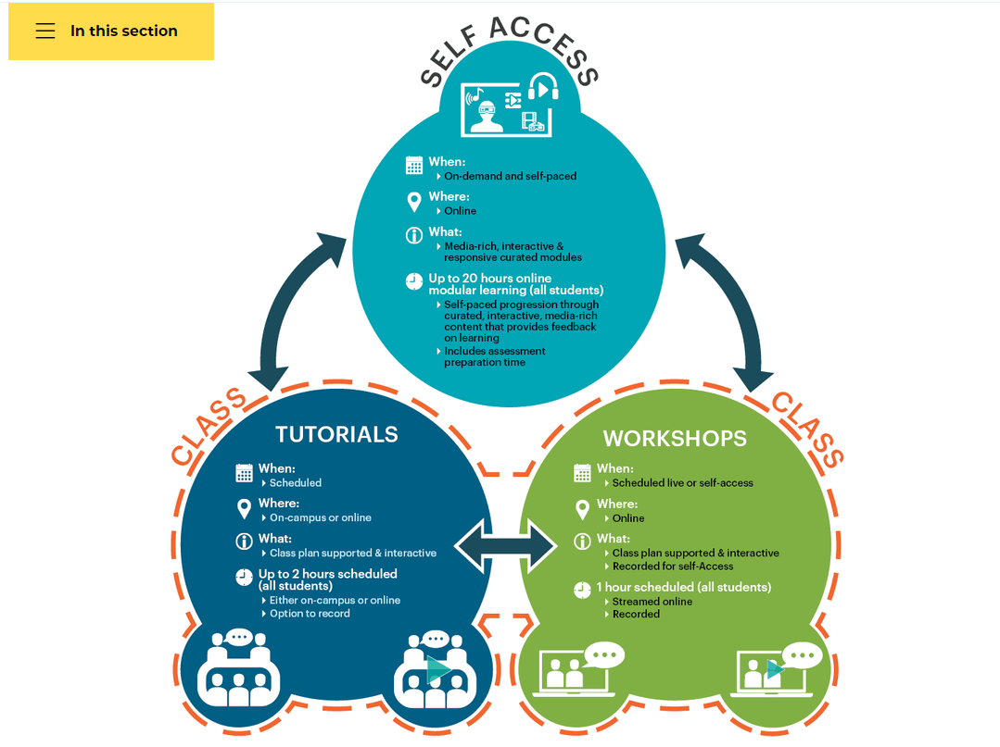 In this section
SELF ACCESS
When:
On-demand and self-paced
Where:
Online
What:
Media-rich, interactive &
responsive curated modules
Up to 20 hours online
modular learning (all students)
Self-paced progression through
curated, interactive, media-rich
content that provides feedback
on learning
Includes assessment
preparation time
CLASS
TUTORIALS
When:
Scheduled
Where:
On-campus or online
What:
Class plan supported & interactive
Up to 2 hours scheduled
(all students)
Either on-campus or online
Option to record
CLASS
WORKSHOPS
When:
Scheduled live or self-access
Where:
Online
What:
Class plan supported & interactive
Recorded for self-Access
1 hour scheduled (all students)
Streamed online
Recorded